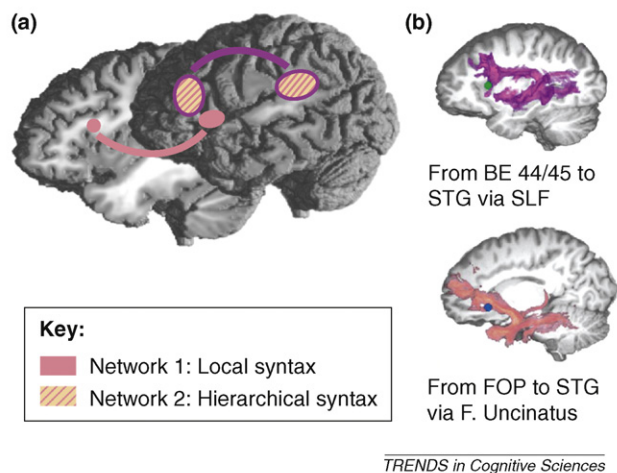 (a)
(b)
From BE 44/45 to
STG via SLF
Key:
Network 1: Local syntax
Network 2: Hierarchical syntax
From FOP to STG
via F. Uncinatus
TRENDS in Cognitive Sciences